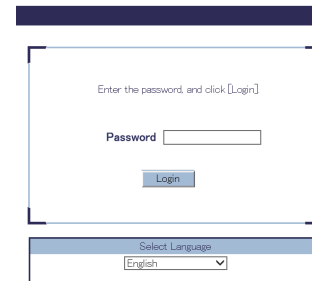 Enter the password, and click [Login].
Password
Login
Select Language
English